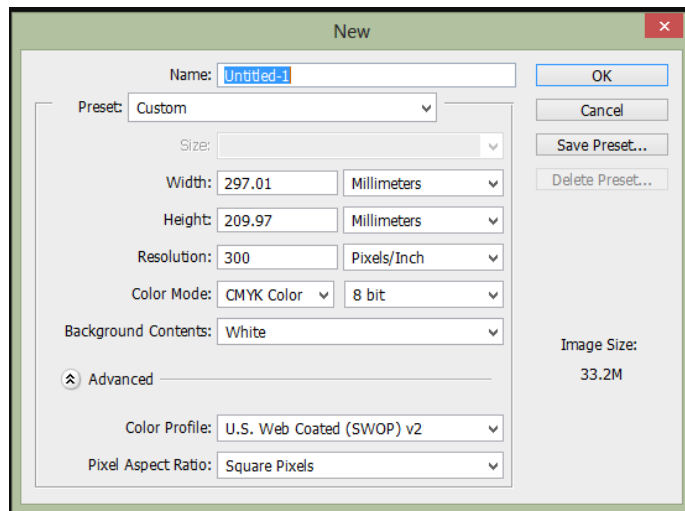 New
Name: Untitled-1
OK
Preset: Custom
Cancel
Size:
Save Preset...
Width: 297.01 Millimeters
Delete Preset...
Height: 209.97 Millimeters
Resolution: 300 Pixels/Inch
Color Mode: CMYK Color 8 bit
Background Contents: White
Image Size:
33.2M
Advanced
Color Profile: U.S. Web Coated (SWOP) v2
Pixel Aspect Ratio: Square Pixels